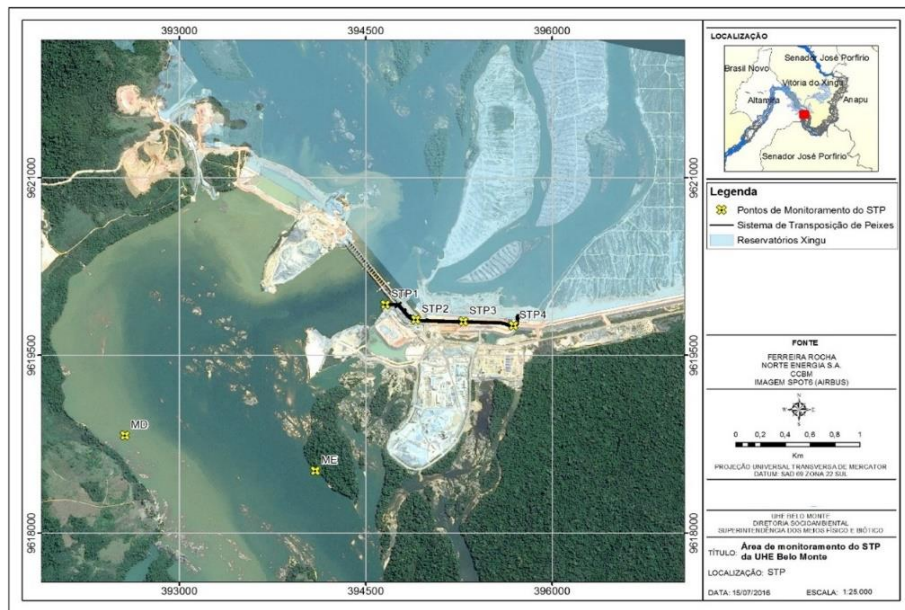 393000 394500 396000
9621000 9621000
9619500 9619500
9618000 9618000
393000 394500 396000
STP1
STP2
STP3
STP4
MD
ME
LOCALIZAÇÃO
Senador José Porfírio
Brasil Novo
Vitória do Xingu
Altamira
Anapu
Senador José Porfírio
Legenda
Pontos de Monitoramento do STP
Sistema de Transposição de Peixes
Reservatórios Xingu
FONTE
FERREIRA ROCHA
NORTE ENERGIA S.A.
CCBM
IMAGEM SPOT6 (AIRBUS)
N
S
0 0,2 0,4 0,6 0,8 1
Km
PROJEÇÃO UNIVERSAL TRANSVERSA DE MERCATOR
DATUM: SAD 69 ZONA 22 SUL
UHE BELO MONTE
DIRETORIA SOCIOAMBIENTAL
SUPERINTENDÊNCIA DOS MEIOS FÍSICO E BIÓTICO
TÍTULO: Área de monitoramento do STP
da UHE Belo Monte
LOCALIZAÇÃO: STP
DATA: 15/07/2016 ESCALA: 1:25.000